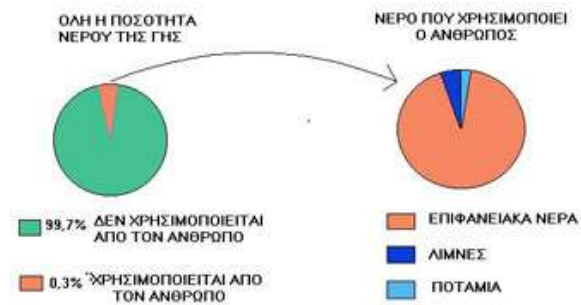 ΟΛΗ Η ΠΟΣΟΤΗΤΑ
ΝΕΡΟΥ ΤΗΣ ΓΗΣ
ΝΕΡΟ ΠΟΥ ΧΡΗΣΙΜΟΠΟΙΕΙ
Ο ΑΝΘΡΩΠΟΣ
99,7% ΔΕΝ ΧΡΗΣΙΜΟΠΟΙΕΙΤΑΙ
ΑΠΟ ΤΟΝ ΑΝΘΡΩΠΟ
0,3% ΧΡΗΣΙΜΟΠΟΙΕΙΤΑΙ ΑΠΟ
ΤΟΝ ΑΝΘΡΩΠΟ
ΕΠΙΦΑΝΕΙΑΚΑ ΝΕΡΑ
ΛΙΜΝΕΣ
ΠΟΤΑΜΙΑ